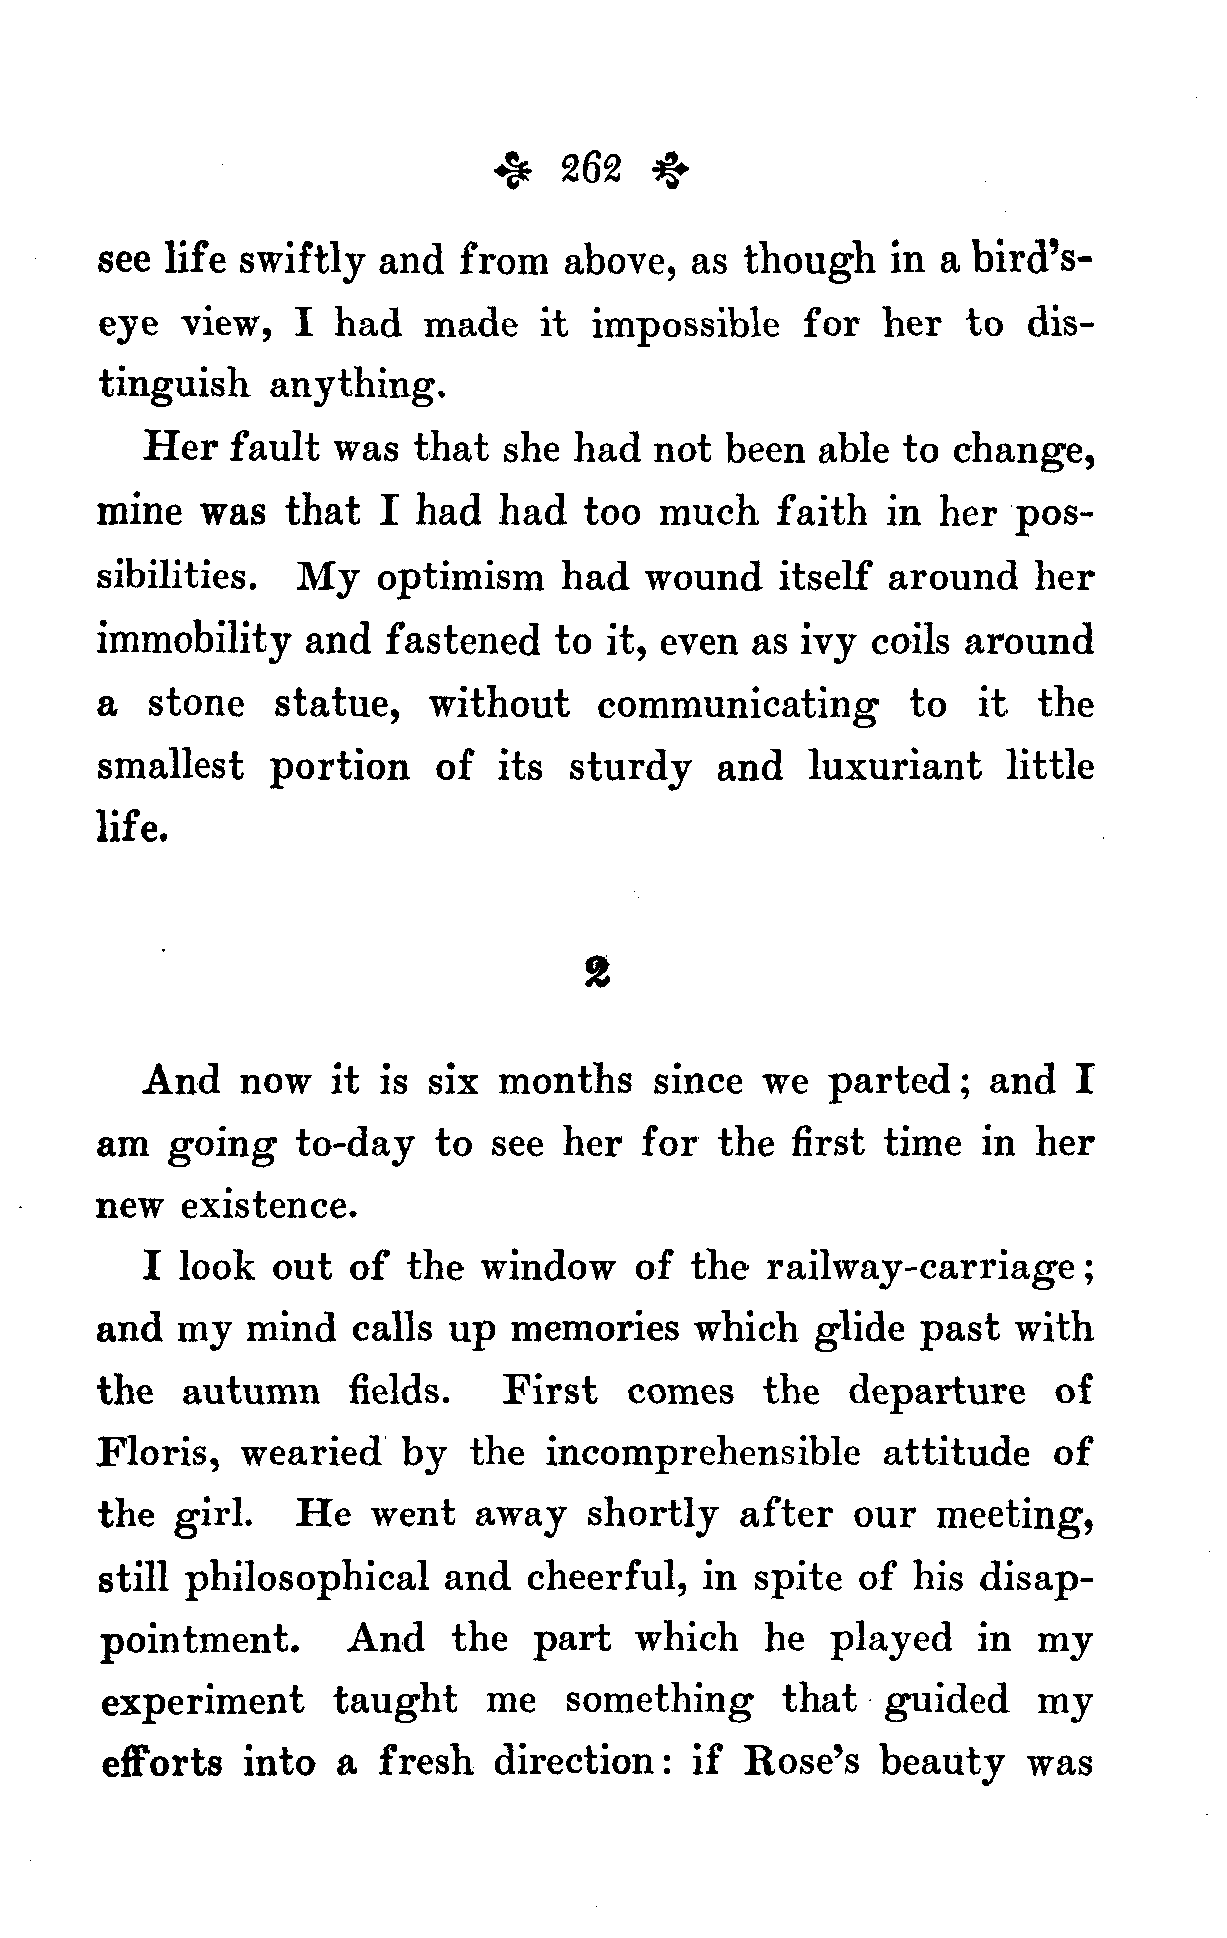 262
see life swiftly and from above, as though in a bird's-
eye view, I had made it impossible for her to dis-
tinguish anything.
Her fault was that she had not been able to change,
mine was that I had had too much faith in her pos-
sibilities. My optimism had wound itself around her
immobility and fastened to it, even as ivy coils around
a stone statue, without communicating to it the
smallest portion of its sturdy and luxuriant little
life.
2
And now it is six months since we parted; and I
am going to-day to see her for the first time in her
new existence.
I look out of the window of the railway-carriage;
and my mind calls up memories which glide past with
the autumn fields. First comes the departure of
Floris, wearied by the incomprehensible attitude of
the girl. He went away shortly after our meeting,
still philosophical and cheerful, in spite of his disap-
pointment. And the part which he played in my
experiment taught me something that guided my
efforts into a fresh direction: if Rose's beauty was